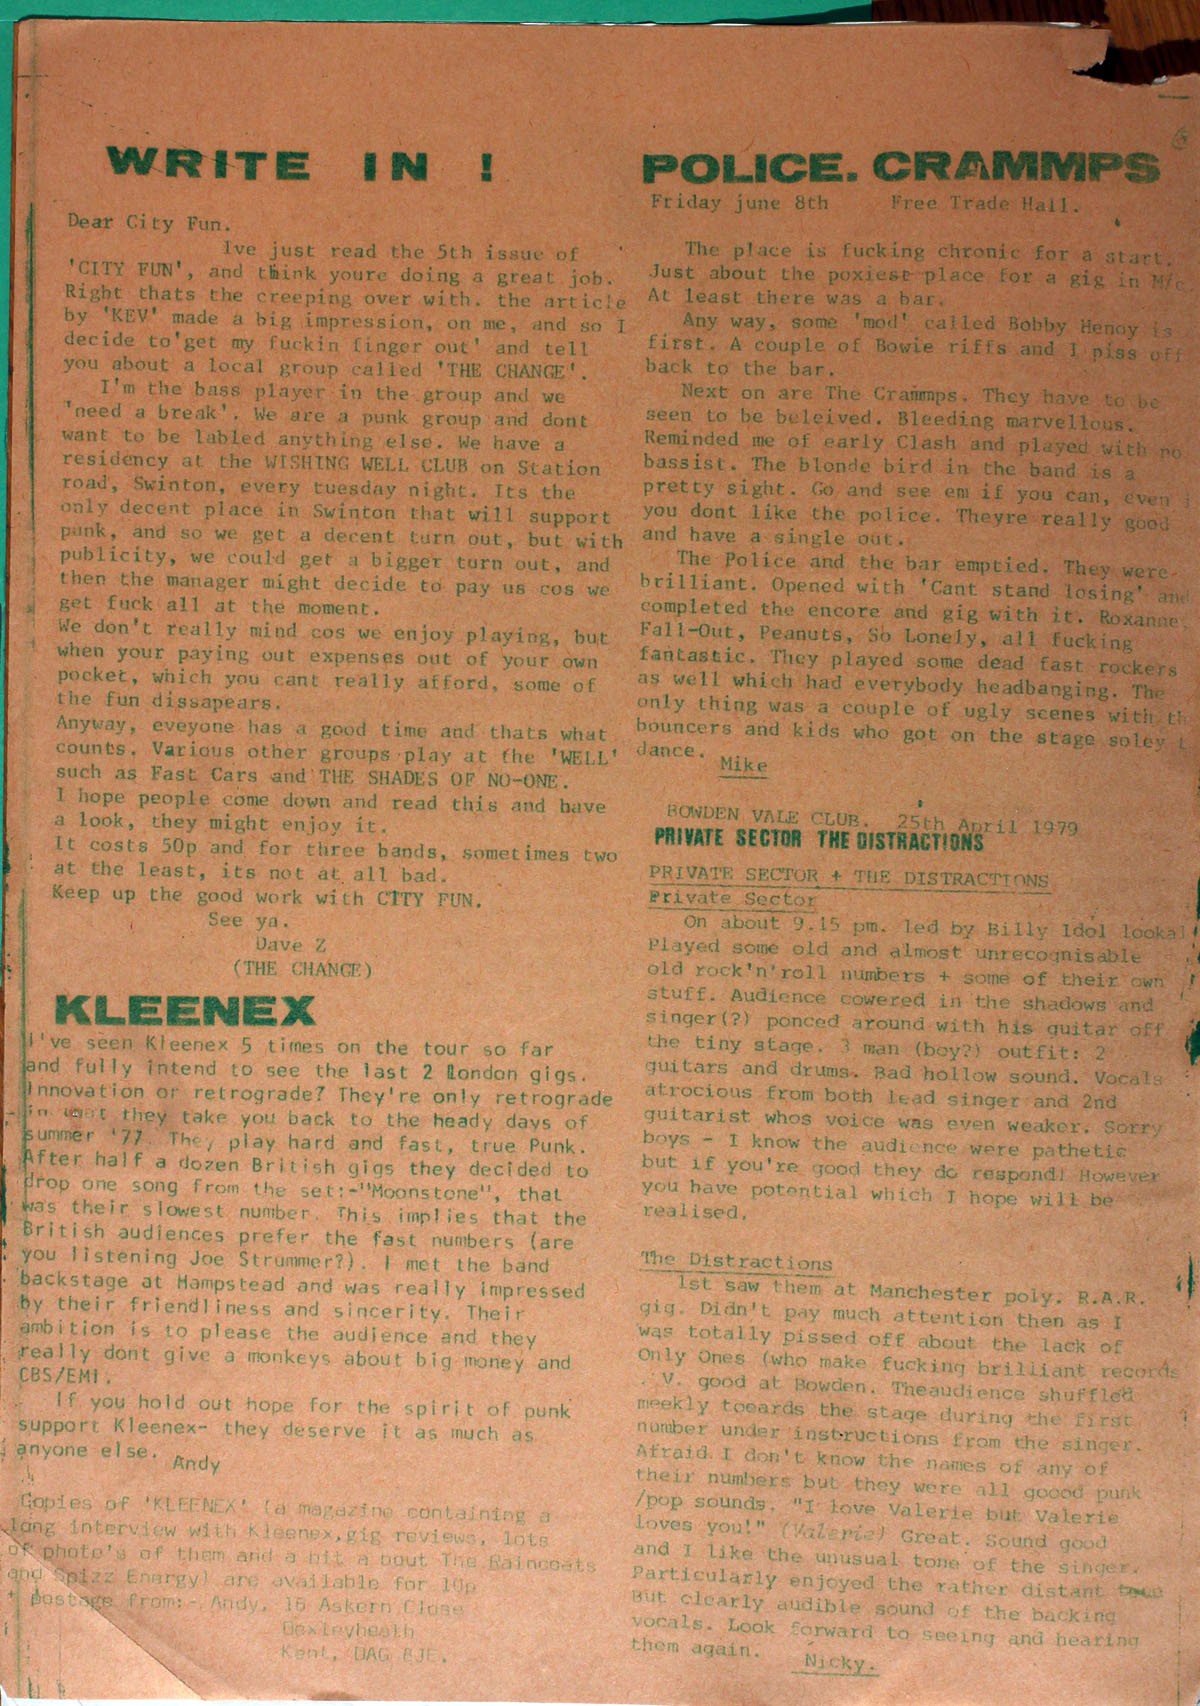 WRITE IN !
Dear City Fun.
Ive just read the 5th issue of
'CITY FUN', and think youre doing a great job.
Right thats the creeping over with. the article
by 'KEV' made a big impression, on me, and so I
decide to'get my fuckin finger out' and tell
you about a local group called 'THE CHANGE'.
I'm the bass player in the group and we
'need a break'. We are a punk group and dont
want to be labled anything else. We have a
residency at the WISHING WELL CLUB on Station
road, Swinton, every tuesday night. Its the
only decent place in Swinton that will support
punk, and so we get a decent turn out, but with
publicity, we could get a bigger turn out, and
then the manager might decide to pay us cos we
get fuck all at the moment.
We don't really mind cos we enjoy playing, but
when your paying out expenses out of your own
pocket, which you cant really afford, some of
the fun dissapears.
Anyway, eveyone has a good time and thats what
counts. Various other groups play at the 'WELL'
such as Fast Cars and THE SHADES OF NO-ONE.
I hope people come down and read this and have
a look, they might enjoy it.
It costs 50p and for three bands, sometimes two
at the least, its not at all bad.
Keep up the good work with CITY FUN.
See ya.
Dave Z
(THE CHANGE)
KLEENEX
I've seen Kleenex 5 times on the tour so far
and fully intend to see the last 2 London gigs.
Innovation or retrograde? They're only retrograde
in that they take you back to the heady days of
summer '77. They play hard and fast, true Punk.
After half a dozen British gigs they decided to
drop one song from the set:-"Moonstone", that
was their slowest number. This implies that the
British audiences prefer the fast numbers (are
you listening Joe Strummer?). I met the band
backstage at Hampstead and was really impressed
by their friendliness and sincerity. Their
ambition is to please the audience and they
really dont give a monkeys about big money and
CBS/EMI.
If you hold out hope for the spirit of punk
support Kleenex- they deserve it as much as
anyone else.
Andy
Copies of 'KLEENEX' (a magazine containing a
long interview with Kleenex,gig reviews, lots
of photo's of them and a bit a bout The Raincoats
and Spizz Energy) are available for 10p
+ postage from:- Andy, 16 Askern Close
Bexleyheath
Kent,
POLICE. CRAMMPS
Friday june 8th Free Trade Hall.
The place is fucking chronic for a start.
Just about the poxiest place for a gig in M/c
At least there was a bar.
Any way, some 'mod' called Bobby Henoy is
first. A couple of Bowie riffs and I piss off
back to the bar.
Next on are The Crammps. They have to be
seen to be beleived. Bleeding marvellous.
Reminded me of early Clash and played with no
bassist. The blonde bird in the band is a
pretty sight. Go and see em if you can, even
you dont like the police. Theyre really good
and have a single out.
The Police and the bar emptied. They were
brilliant. Opened with 'Cant stand losing' and
completed the encore and gig with it. Roxanne,
Fall-Out, Peanuts, So Lonely, all fucking
fantastic. They played some dead fast rockers
as well which had everybody headbanging. The
only thing was a couple of ugly scenes with th
bouncers and kids who got on the stage soley t
dance.
Mike
BOWDEN VALE CLUB. 25th April 1979
PRIVATE SECTOR THE DISTRACTIONS
PRIVATE SECTOR + THE DISTRACTIONS
Private Sector
On about 9.15 pm. led by Billy Idol lookal
Played some old and almost unrecognisable
old rock'n'roll numbers + some of their own
stuff. Audience cowered in the shadows and
singer(?) ponced around with his guitar off
the tiny stage. 3 man (boy?) outfit: 2
guitars and drums. Bad hollow sound. Vocals
atrocious from both lead singer and 2nd
guitarist whos voice was even weaker. Sorry
boys - I know the audience were pathetic
but if you're good they do respond! However
you have potential which I hope will be
realised.
The Distractions
1st saw them at Manchester poly. R.A.R.
gig. Didn't pay much attention then as I
was totally pissed off about the lack of
Only Ones (who make fucking brilliant records
. V. good at Bowden. Theaudience shuffled
meekly toeards the stage during the first
number under instructions from the singer.
Afraid I don't know the names of any of
their numbers but they were all goood punk
/pop sounds. "I love Valerie but Valerie
loves you!" (Valerie) Great. Sound good
and I like the unusual tone of the singer.
Particularly enjoyed the rather distant
But clearly audible sound of the backing
vocals. Look forward to seeing and hearing
them again.
Nicky.